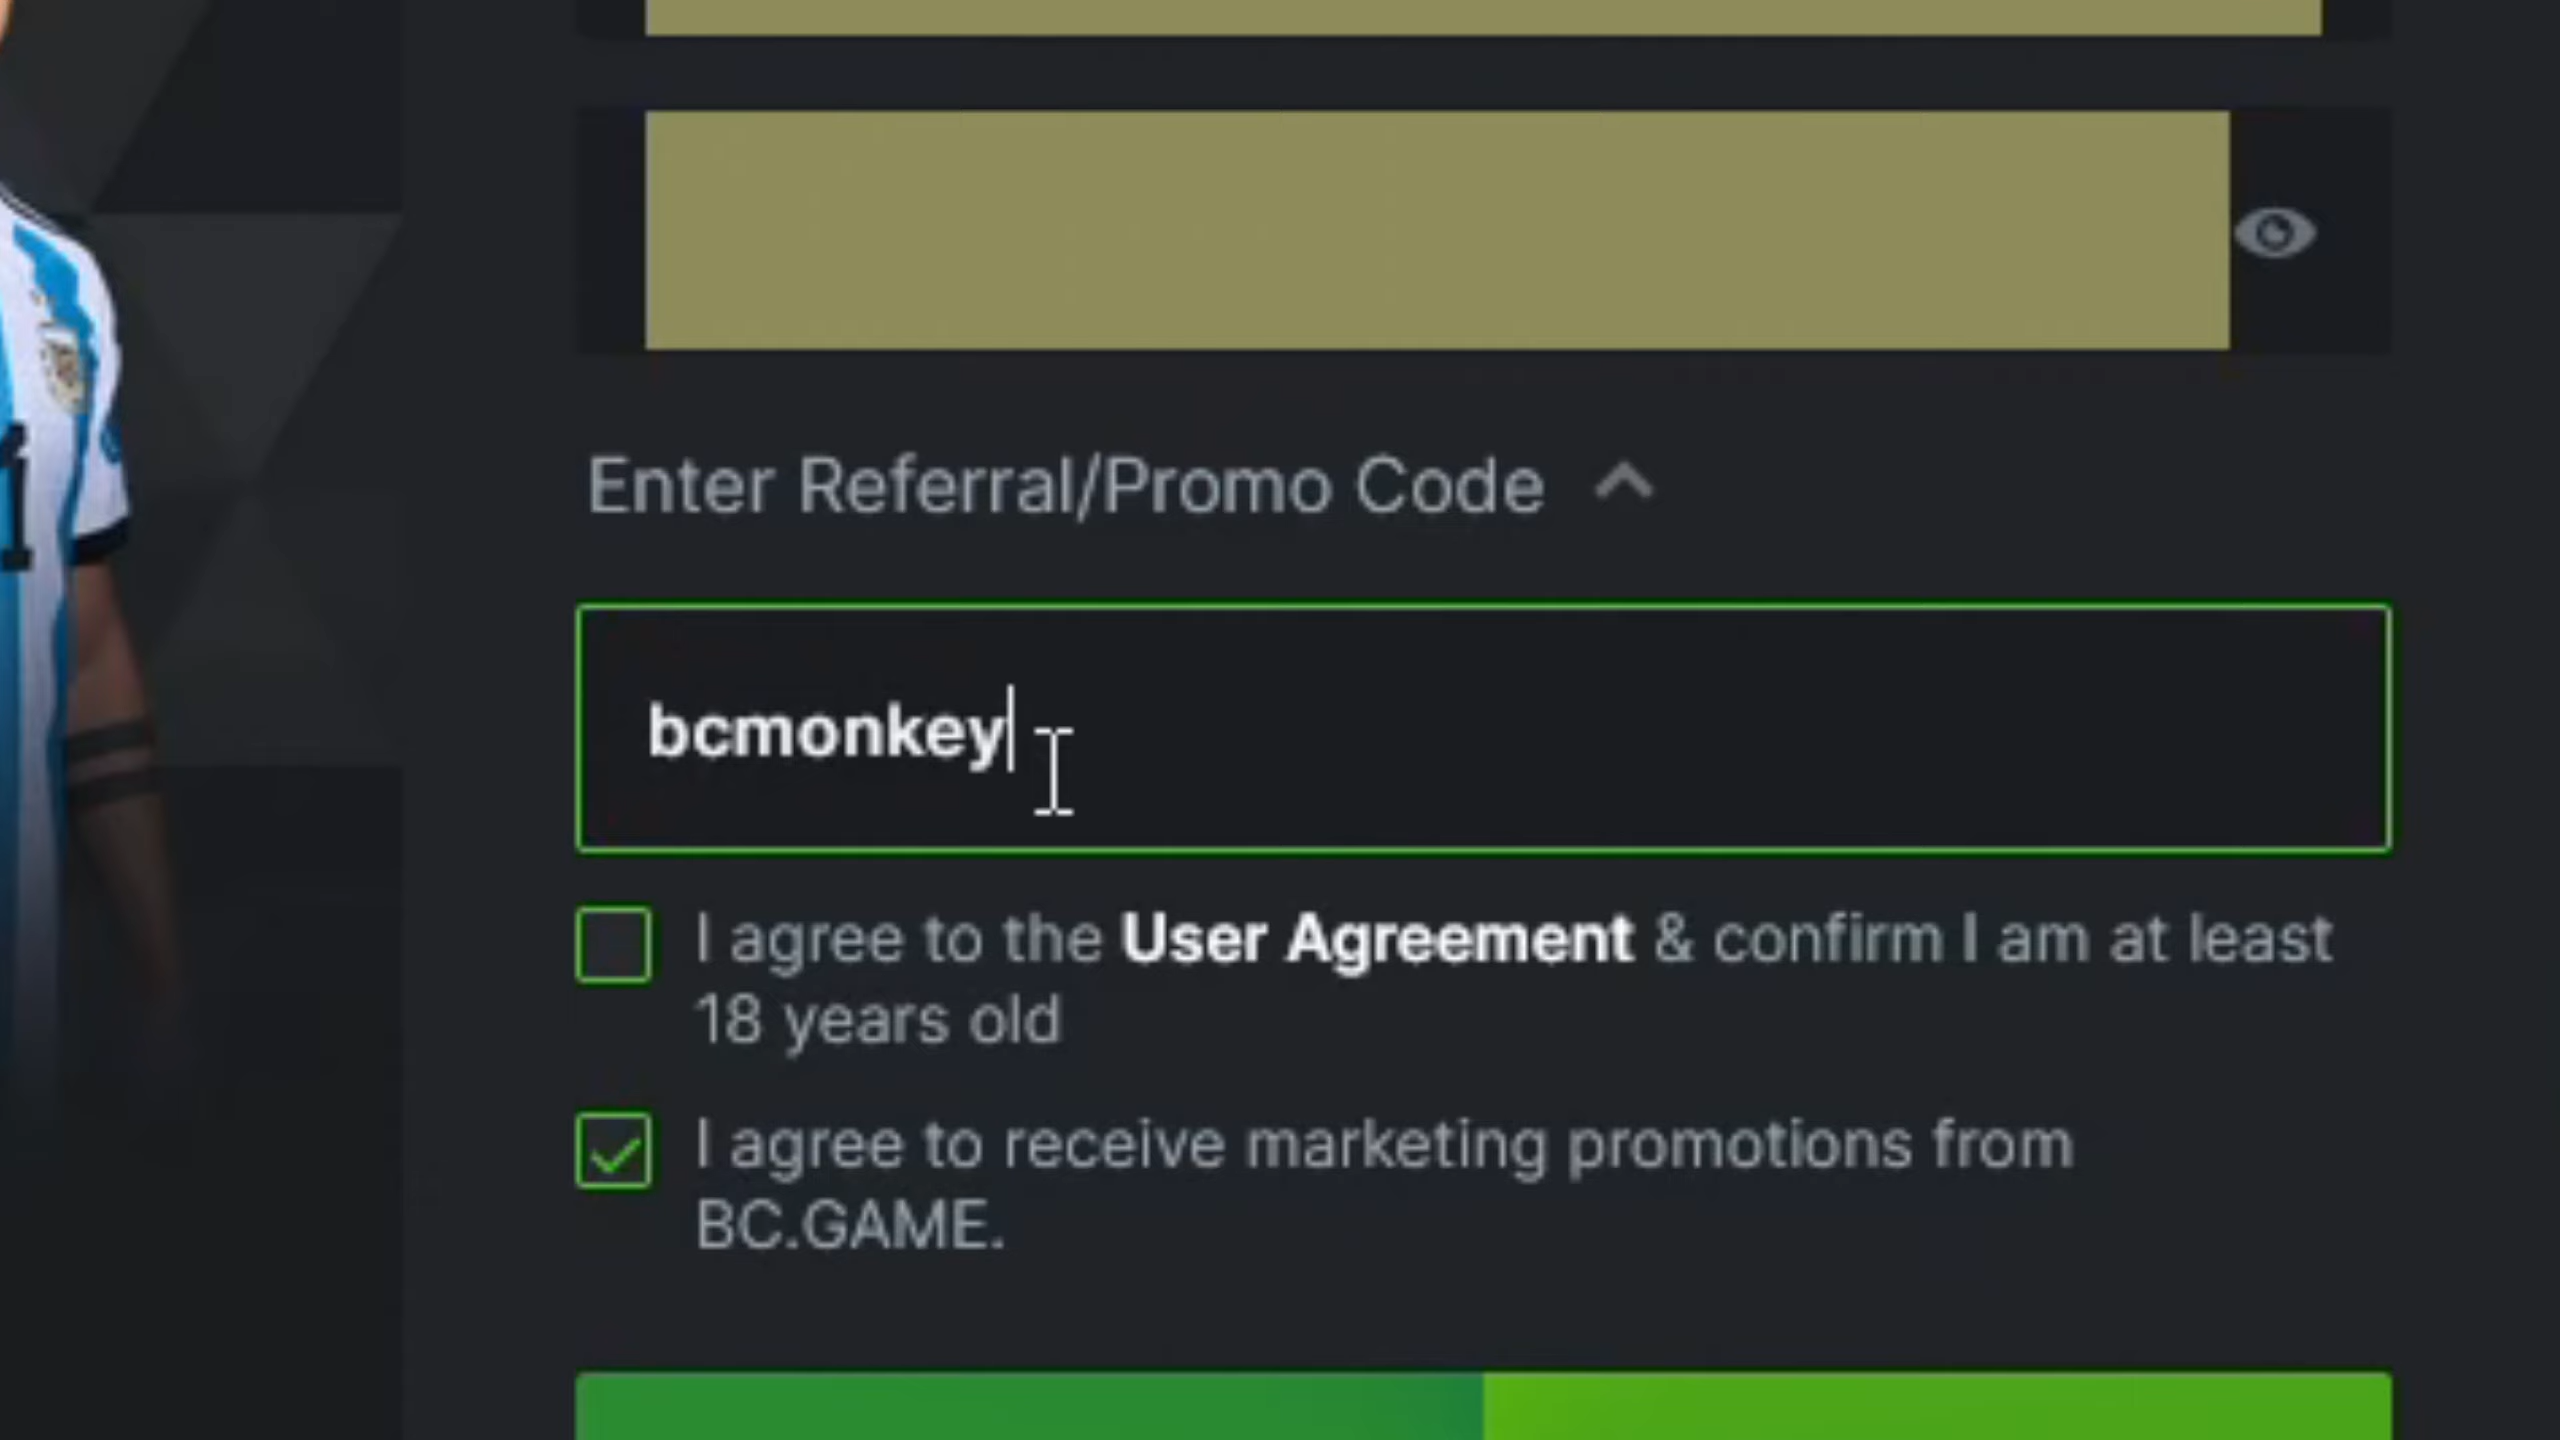 Enter Referral/Promo Code
bcmonkey
I agree to the User Agreement & confirm I am at least
18 years old
I agree to receive marketing promotions from
BC.GAME.